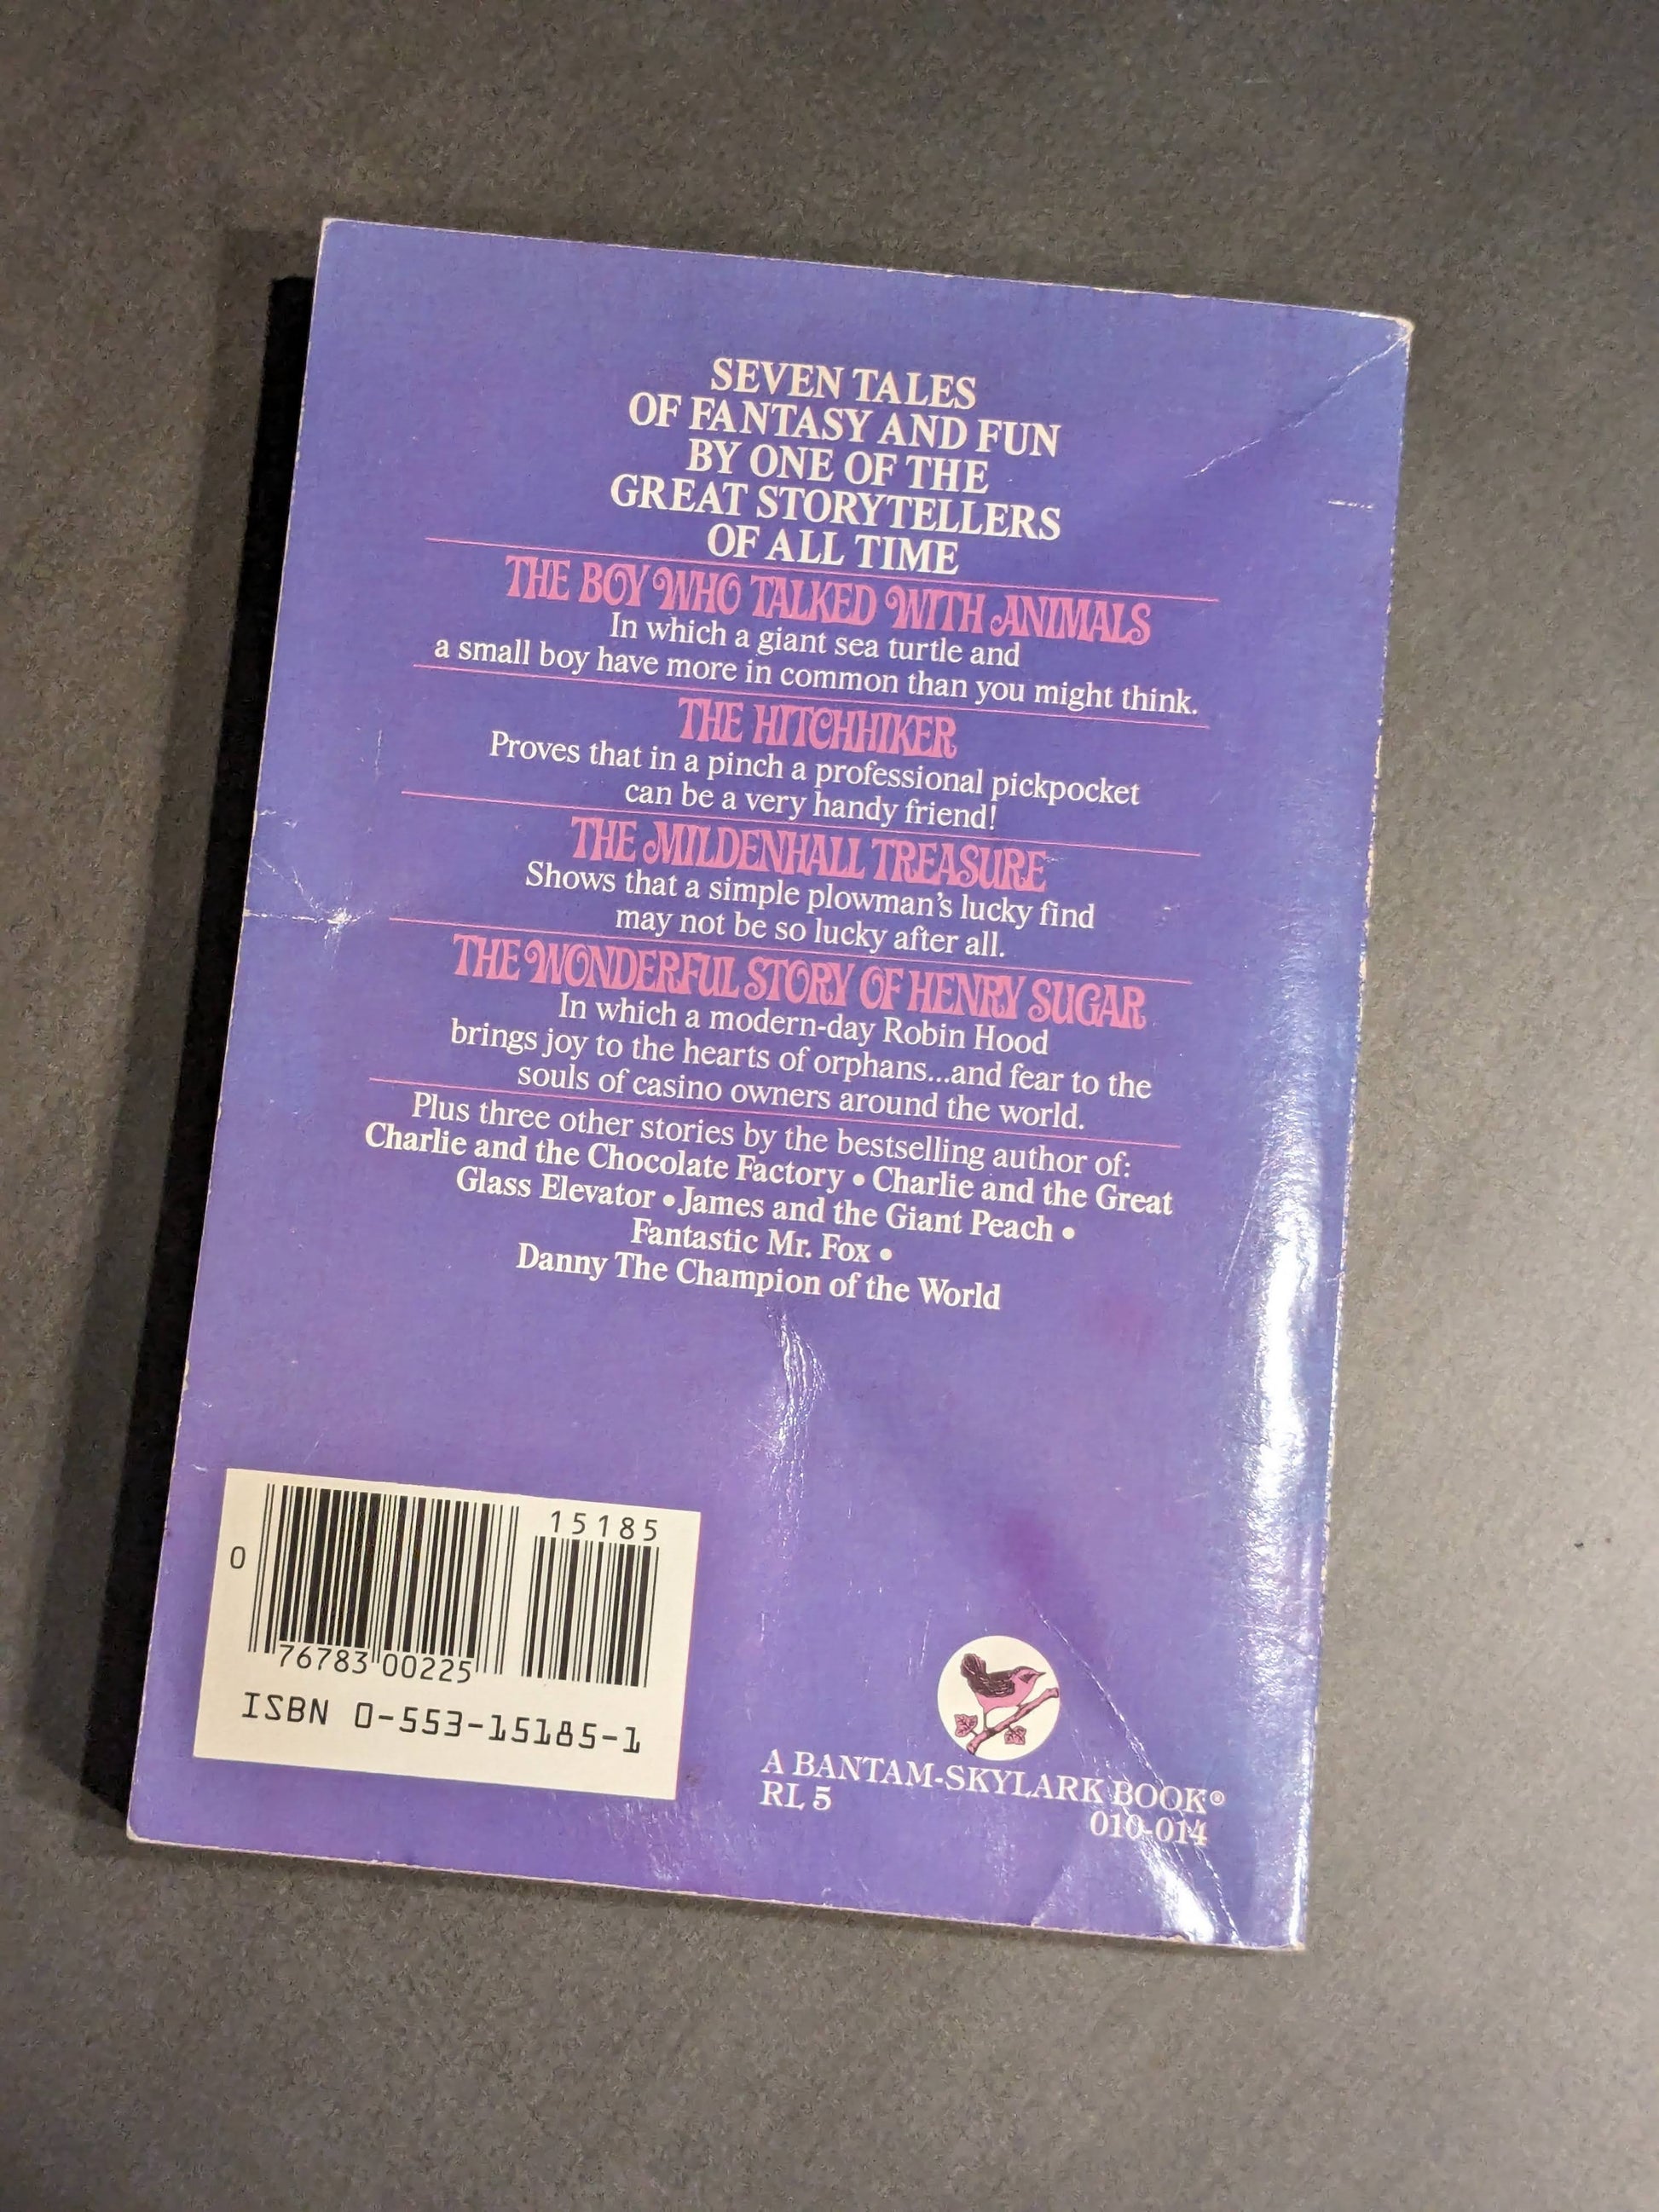 SEVEN TALES
OF FANTASY AND FUN
BY ONE OF THE
GREAT STORYTELLERS
OF ALL TIME
THE BOY WHO TALKED WITH ANIMALS
In which a giant sea turtle and
a small boy have more in common than you might think.
THE HITCHHIKER
Proves that in a pinch a professional pickpocket
can be a very handy friend!
THE MILDENHALL TREASURE
Shows that a simple plowman's lucky find
may not be so lucky after all.
THE WONDERFUL STORY OF HENRY SUGAR
In which a modern-day Robin Hood
brings joy to the hearts of orphans...and fear to the
souls of casino owners around the world.
Plus three other stories by the bestselling author of:
Charlie and the Chocolate Factory • Charlie and the Great
Glass Elevator • James and the Giant Peach •
Fantastic Mr. Fox •
Danny The Champion of the World
15185
0
76783 00225
ISBN 0-553-15185-1
A BANTAM-SKYLARK BOOK®
RL 5
010-014